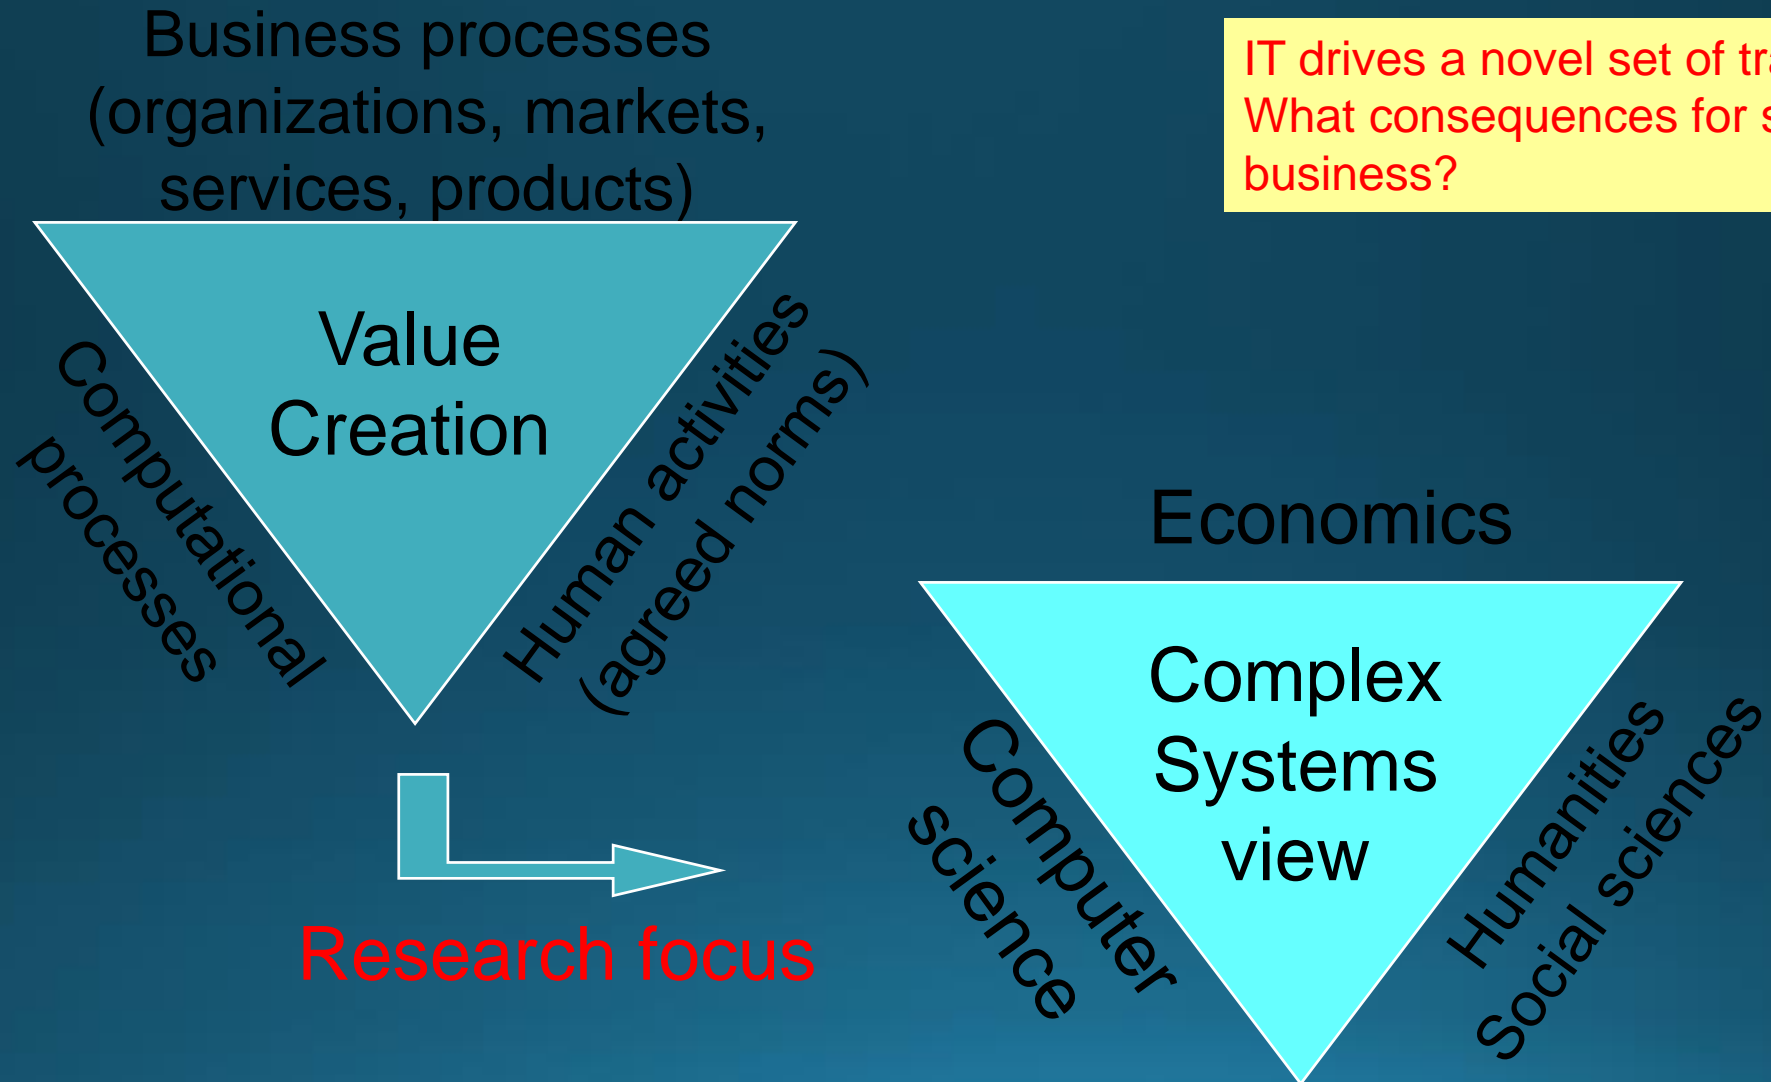 Business processes
(organizations, markets,
services, products)
IT drives a novel set of
What consequences for
business?
Value
Creation
Computational
processes
Human activities
(agreed norms)
Research focus
Economics
Complex
Systems
view
Computer
science
Humanities
Social sciences